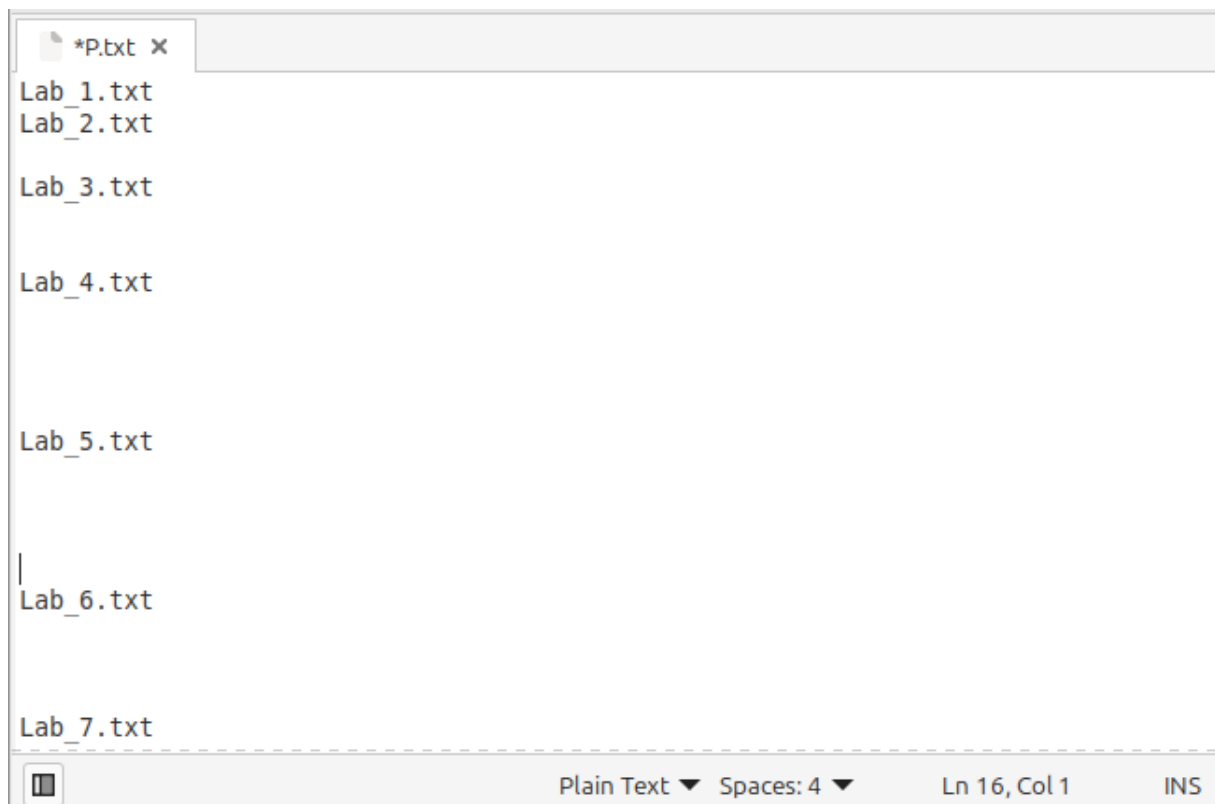 *P.txt ×
Lab_1.txt
Lab_2.txt
Lab_3.txt
Lab_4.txt
Lab_5.txt
Lab_6.txt
Lab_7.txt
Plain Text Spaces: 4 Ln 16, Col 1 INS